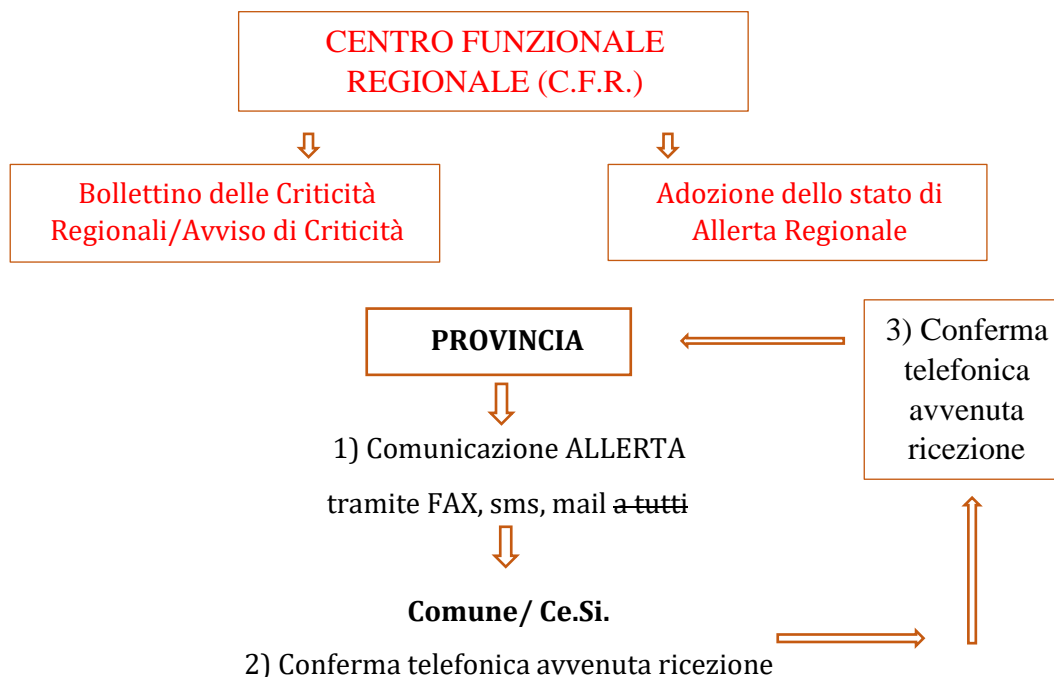 CENTRO FUNZIONALE
REGIONALE (C.F.R.)
Bollettino delle Criticità
Regionali/Avviso di Criticità
Adozione dello stato di
Allerta Regionale
PROVINCIA
3) Conferma
telefonica
avvenuta
ricezione
1) Comunicazione ALLERTA
tramite FAX, sms, mail a tutti
Comune/ Ce.Si.
2) Conferma telefonica avvenuta ricezione